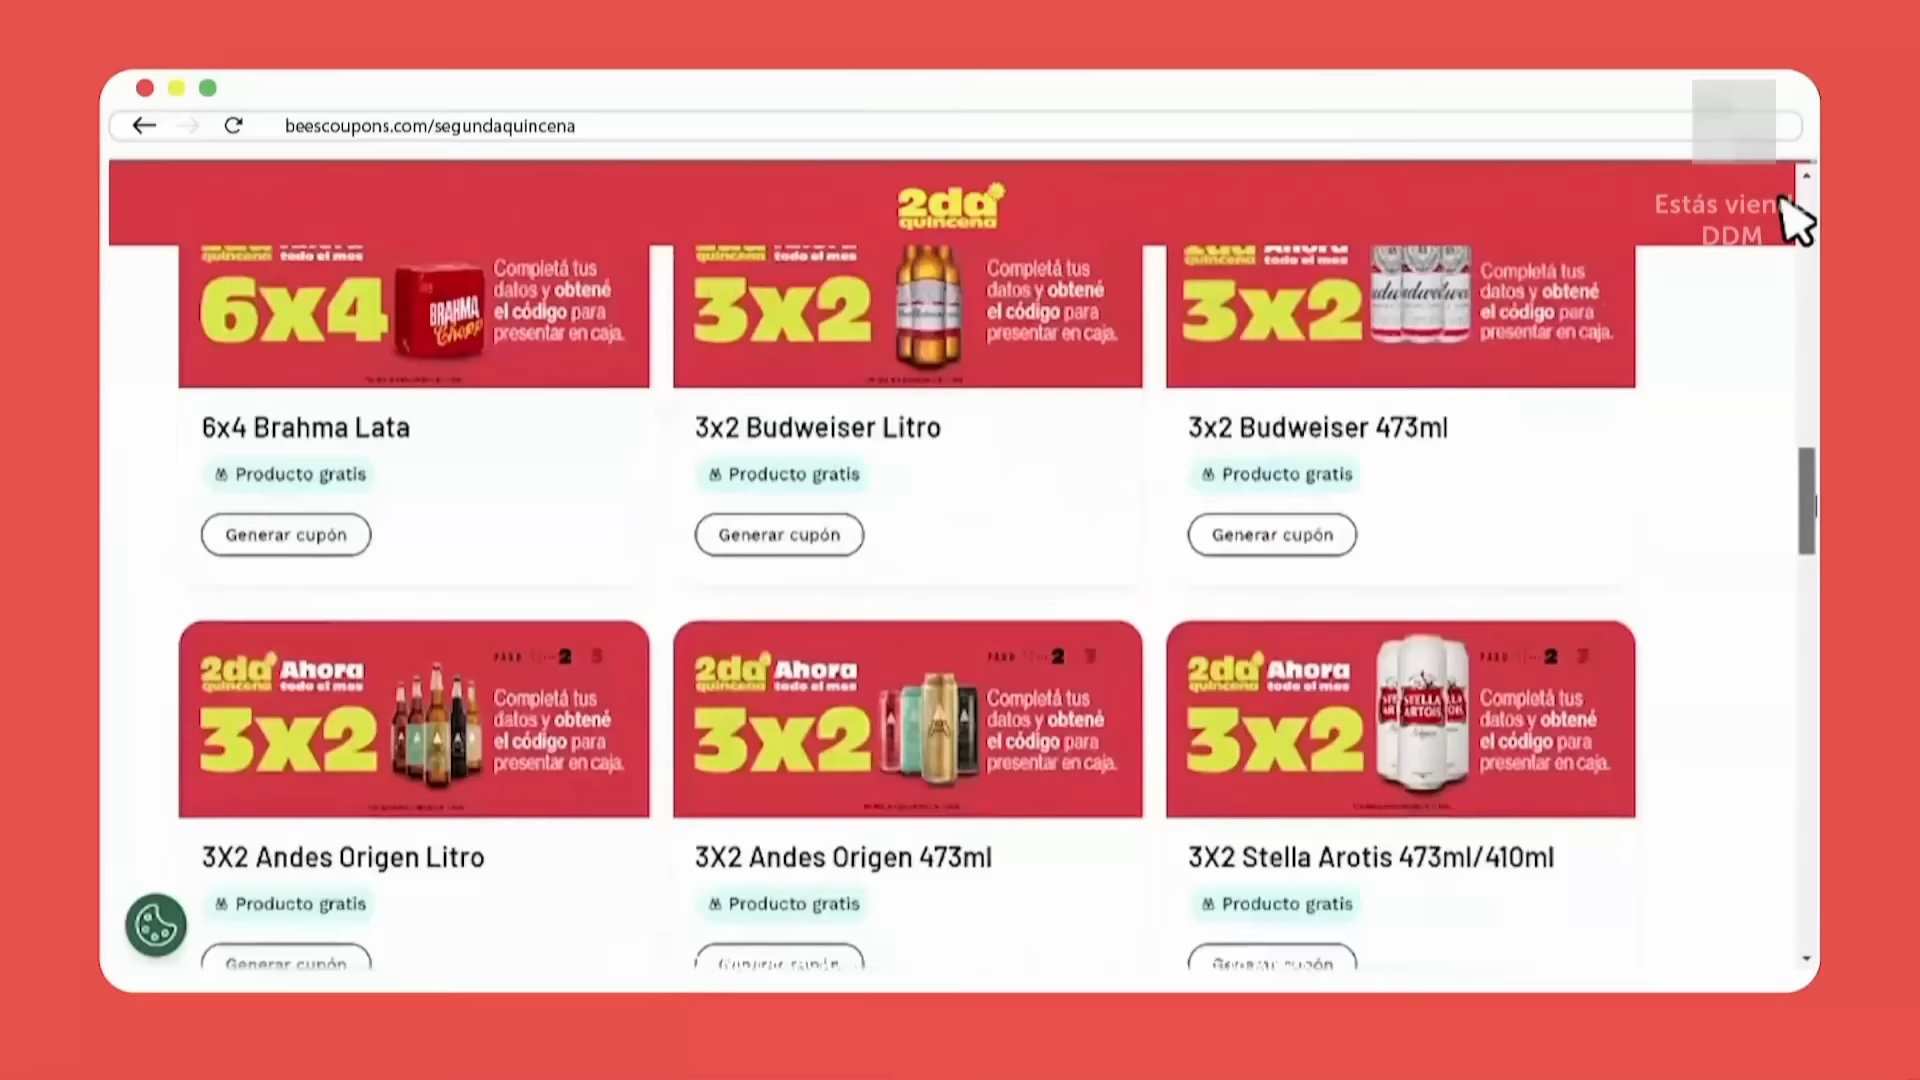 beescoupons.com/segundaquincena
2da
quincena
Estás vien
DDM
quincena todo el mes
6x4
BRAHMA
Chopp
Completá tus
datos y obtené
el código para
presentar en caja.
quincena todo el mes
3x2
Completá tus
datos y obtené
el código para
presentar en caja.
2da Ahora
quincena todo el mes
3x2
Completá tus
datos y obtené
el código para
presentar en caja.
6x4 Brahma Lata
Producto gratis
Generar cupón
3x2 Budweiser Litro
Producto gratis
Generar cupón
3x2 Budweiser 473ml
Producto gratis
Generar cupón
2da Ahora
quincena todo el mes
3x2
2
Completá tus
datos y obtené
el código para
presentar en caja.
2da Ahora
quincena todo el mes
3x2
2
Completá tus
datos y obtené
el código para
presentar en caja.
2da Ahora
quincena todo el mes
3x2
STELLA
ARTOIS
2
Completá tus
datos y obtené
el código para
presentar en caja.
3X2 Andes Origen Litro
Producto gratis
Generar cupón
3X2 Andes Origen 473ml
Producto gratis
Generar cupón
3X2 Stella Arotis 473ml/410ml
Producto gratis
Generar cupón